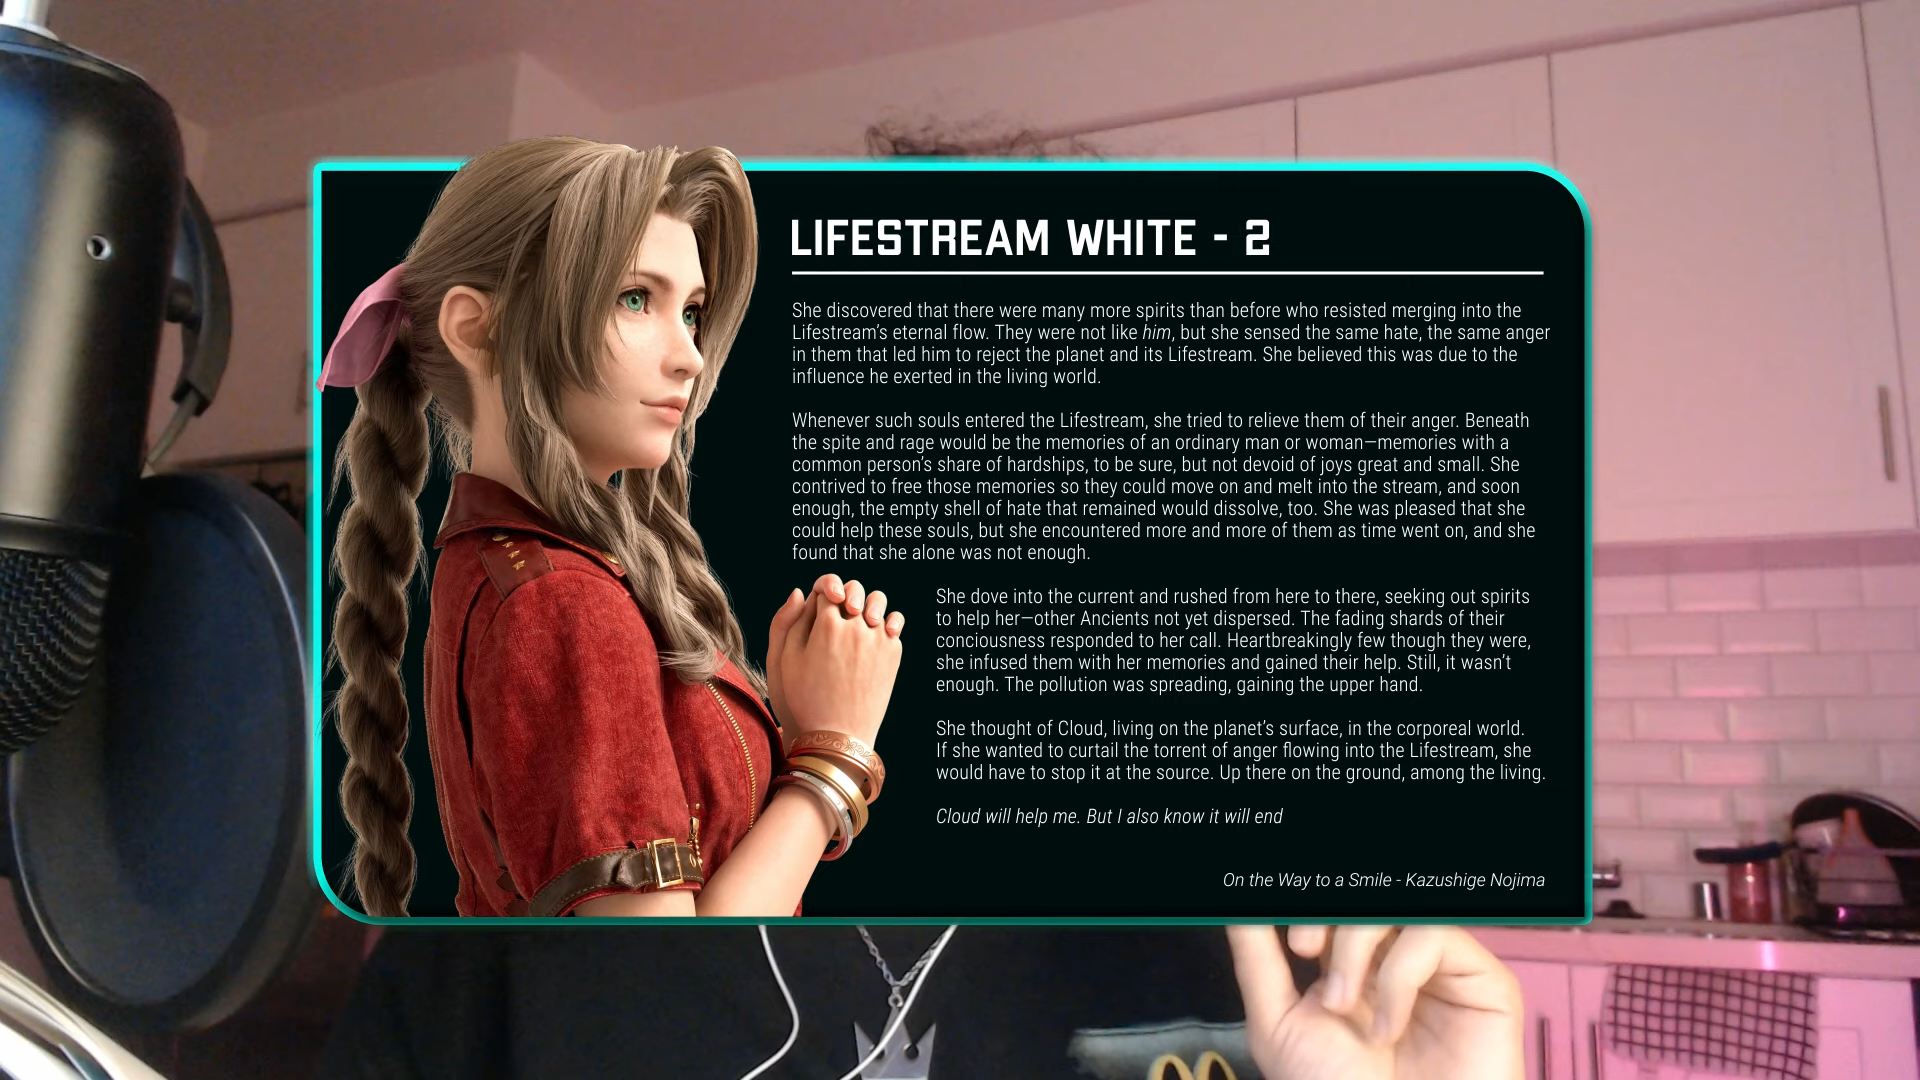 LIFESTREAM WHITE - 2
She discovered that there were many more spirits than before who resisted merging into the
Lifestream's eternal flow. They were not like him, but she sensed the same hate, the same anger
in them that led him to reject the planet and its Lifestream. She believed this was due to the
influence he exerted in the living world.
Whenever such souls entered the Lifestream, she tried to relieve them of their anger. Beneath
the spite and rage would be the memories of an ordinary man or woman—memories with a
common person's share of hardships, to be sure, but not devoid of joys great and small. She
contrived to free those memories so they could move on and melt into the stream, and soon
enough, the empty shell of hate that remained would dissolve, too. She was pleased that she
could help these souls, but she encountered more and more of them as time went on, and she
found that she alone was not enough.
She dove into the current and rushed from here to there, seeking out spirits
to help her—other Ancients not yet dispersed. The fading shards of their
conciousness responded to her call. Heartbreakingly few though they were,
she infused them with her memories and gained their help. Still, it wasn't
enough. The pollution was spreading, gaining the upper hand.
She thought of Cloud, living on the planet's surface, in the corporeal world.
If she wanted to curtail the torrent of anger flowing into the Lifestream, she
would have to stop it at the source. Up there on the ground, among the living.
Cloud will help me. But I also know it will end
On the Way to a Smile - Kazushige Nojima